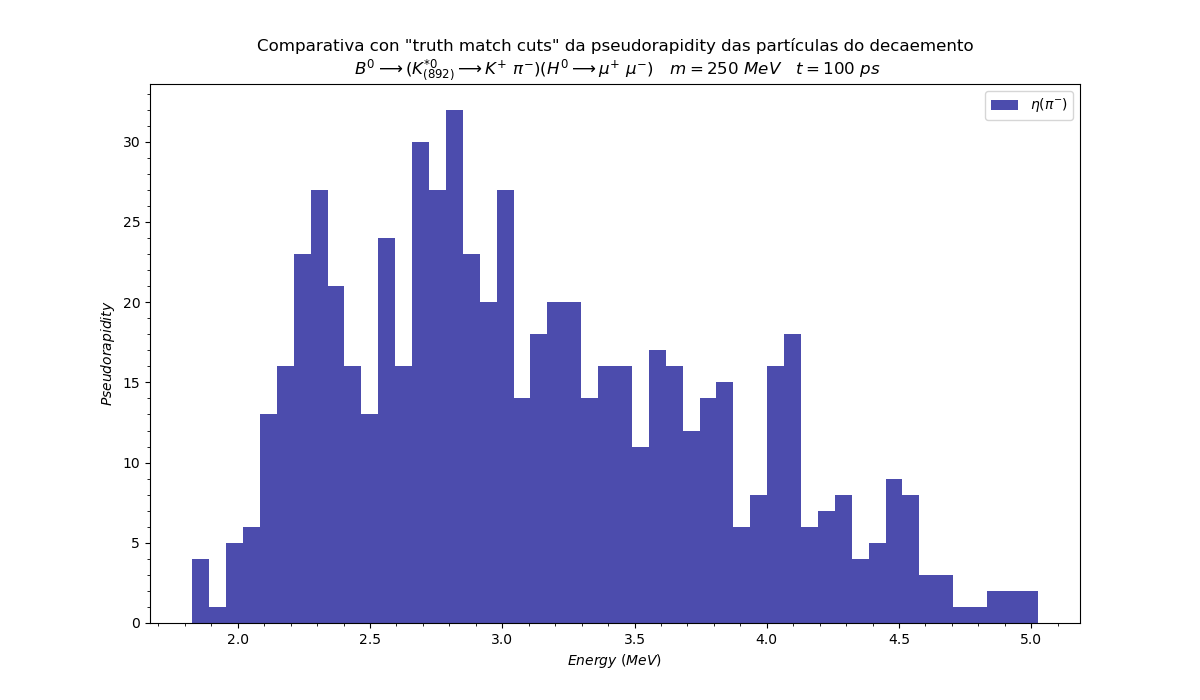 Comparativa con "truth match cuts" da pseudorapidity das partículas do decaemento
B⁰ ⟶ (K*⁰₍₈₉₂₎ ⟶ K⁺ π⁻)(H⁰ ⟶ μ⁺ μ⁻)   m = 250 MeV   t = 100 ps
η(π⁻)
30
25
20
15
10
5
0
Pseudorapidity
2.0 2.5 3.0 3.5 4.0 4.5 5.0
Energy (MeV)